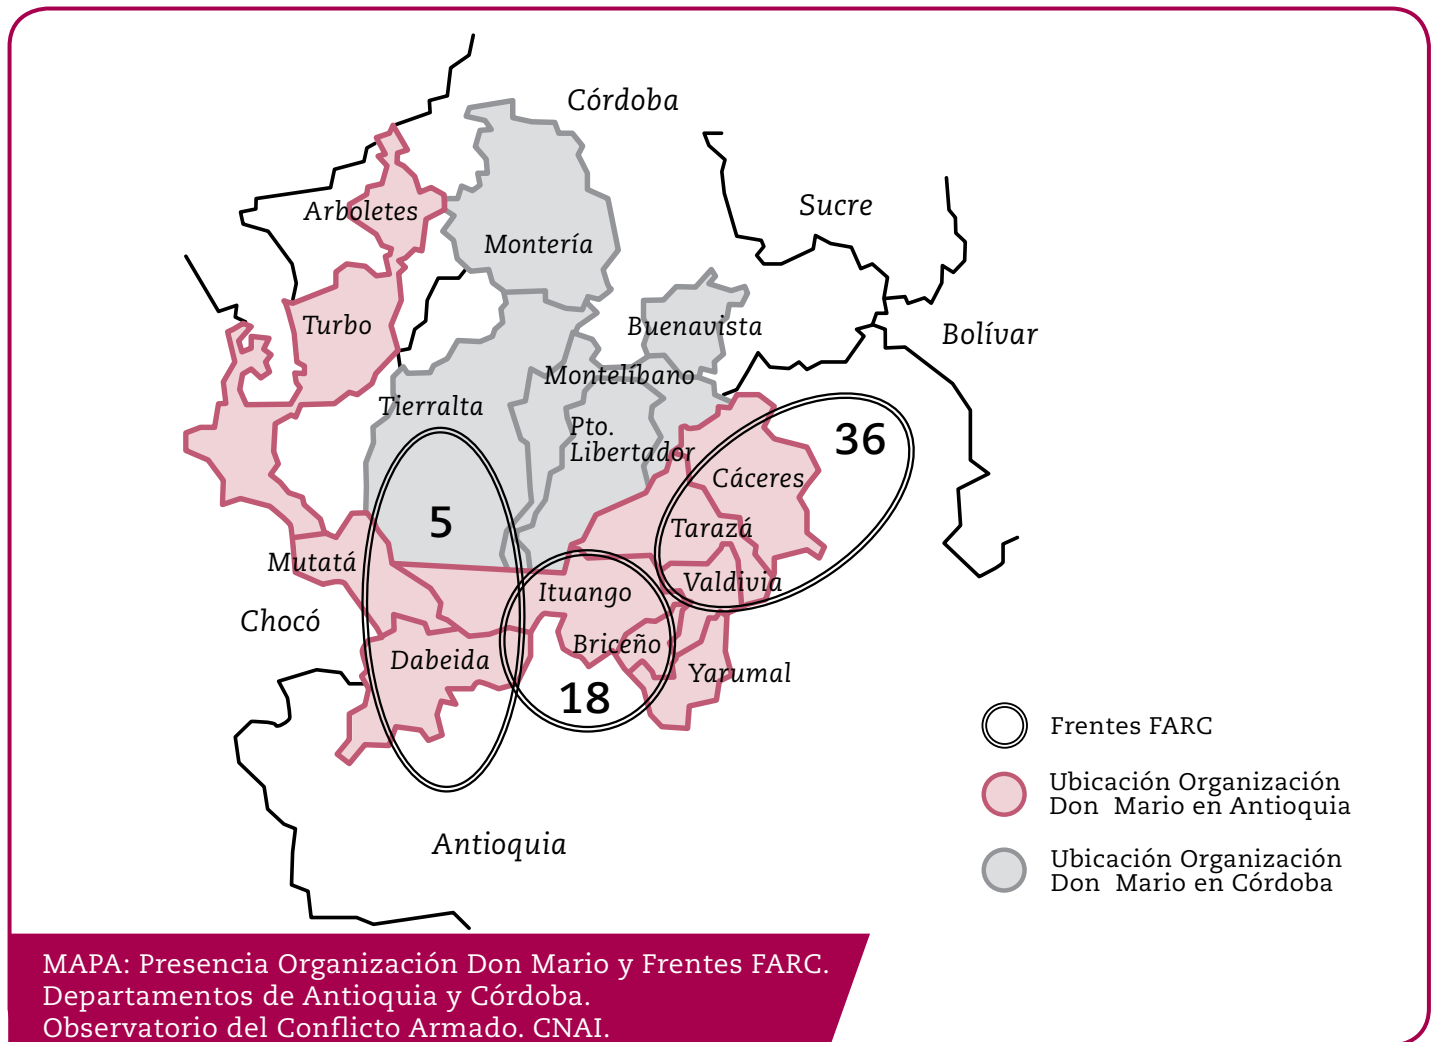 Córdoba
Sucre
Arboletes
Montería
Turbo
Buenavista
Bolívar
Montelíbano
Tierralta
Pto.
Libertador
36
Cáceres
5
Tarazá
Mutatá
Valdivia
Ituango
Chocó
Briceño
Dabeida
Yarumal
18
Antioquia
Frentes FARC
Ubicación Organización
Don Mario en Antioquia
Ubicación Organización
Don Mario en Córdoba
MAPA: Presencia Organización Don Mario y Frentes FARC.
Departamentos de Antioquia y Córdoba.
Observatorio del Conflicto Armado. CNAI.